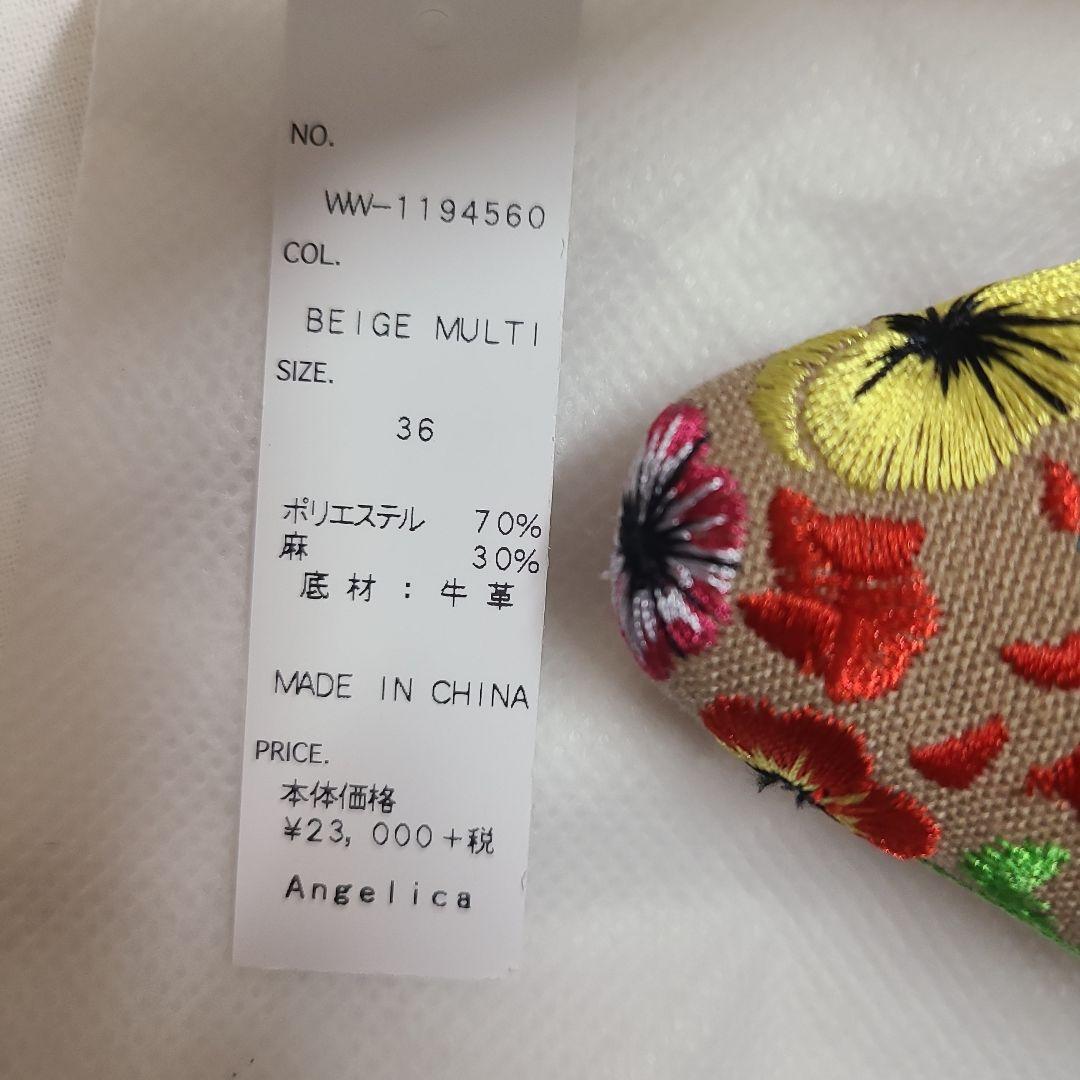 NO.
WW-1194560
COL.
BEIGE MULTI
SIZE.
36
ポリエステル 70%
麻 30%
底材：牛革
MADE IN CHINA
PRICE.
本体価格
¥23,000+税
Angelica